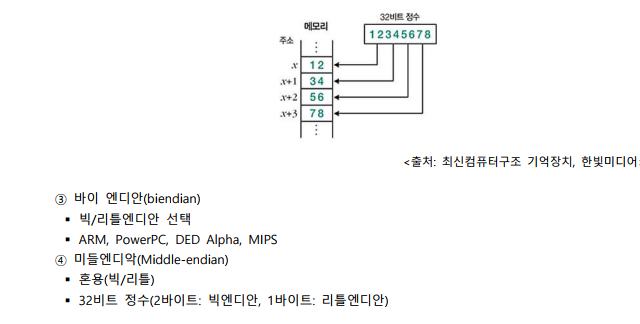 32비트 정수
메모리
12345678
주소
⋮
x 12
x+1 34
x+2 56
x+3 78
⋮
<출처: 최신컴퓨터구조 기억장치, 한빛미디어>
③ 바이 엔디안(biendian)
▪ 빅/리틀엔디안 선택
▪ ARM, PowerPC, DED Alpha, MIPS
④ 미들엔디악(Middle-endian)
▪ 혼용(빅/리틀)
▪ 32비트 정수(2바이트: 빅엔디안, 1바이트: 리틀엔디안)